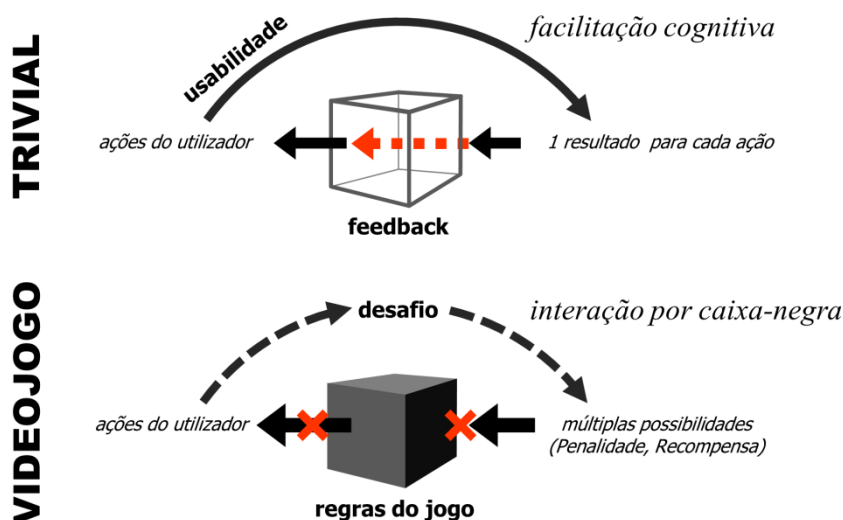 TRIVIAL
usabilidade
facilitação cognitiva
ações do utilizador
1 resultado para cada ação
feedback
VIDEOJOGO
desafio
interação por caixa-negra
ações do utilizador
múltiplas possibilidades
(Penalidade, Recompensa)
regras do jogo